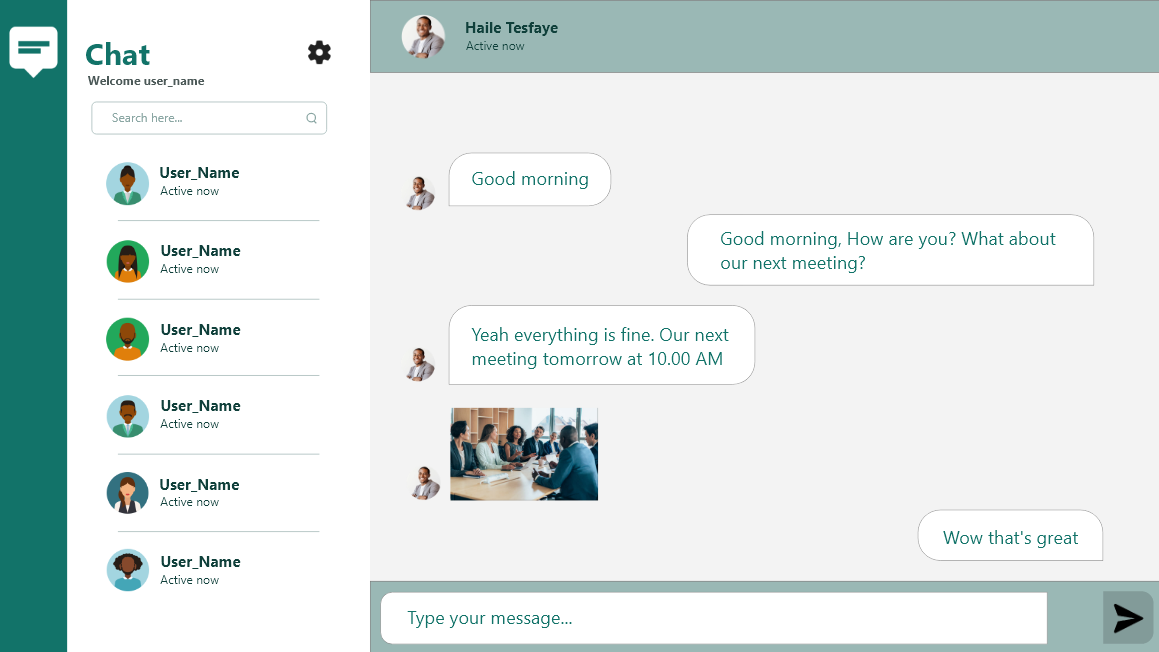 Chat
Welcome user_name
Search here...
User_Name
Active now
User_Name
Active now
User_Name
Active now
User_Name
Active now
User_Name
Active now
User_Name
Active now
Haile Tesfaye
Active now
Good morning
Good morning, How are you? What about
our next meeting?
Yeah everything is fine. Our next
meeting tomorrow at 10.00 AM
Wow that's great
Type your message...